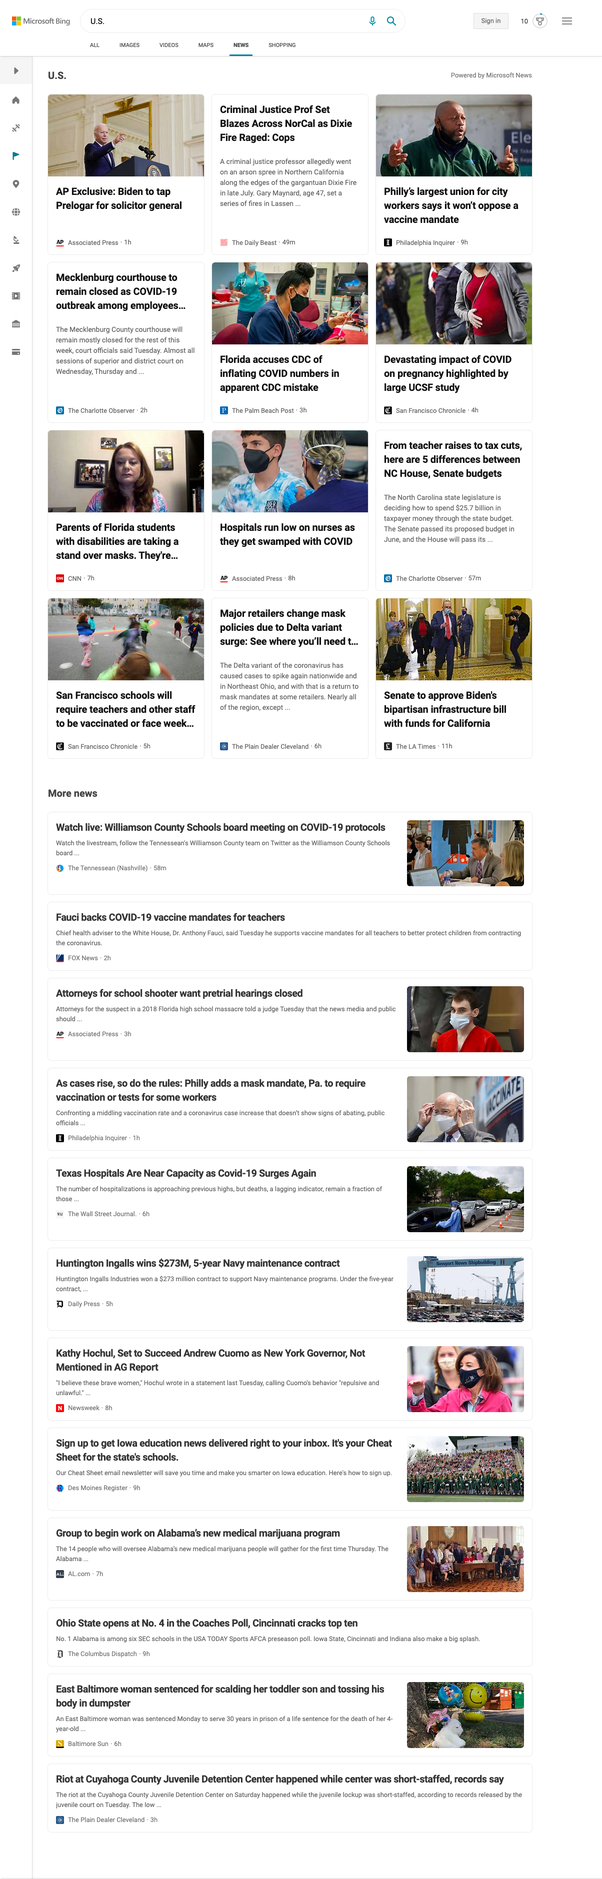 Microsoft Bing
U.S.
Sign in
10
ALL
IMAGES
VIDEOS
MAPS
NEWS
SHOPPING
U.S.
Powered by Microsoft News
AP Exclusive: Biden to tap
Prelogar for solicitor general
AP Associated Press · 1h
Criminal Justice Prof Set
Blazes Across NorCal as Dixie
Fire Raged: Cops
A criminal justice professor allegedly went
on an arson spree in Northern California
along the edges of the gargantuan Dixie Fire
in late July. Gary Maynard, age 47, set a
series of fires in Lassen ...
The Daily Beast · 49m
Philly's largest union for city
workers says it won't oppose a
vaccine mandate
Philadelphia Inquirer · 9h
Mecklenburg courthouse to
remain closed as COVID-19
outbreak among employees...
The Mecklenburg County courthouse will
remain mostly closed for the rest of this
week, court officials said Tuesday. Almost all
sessions of superior and district court on
Wednesday, Thursday and ...
The Charlotte Observer · 2h
Florida accuses CDC of
inflating COVID numbers in
apparent CDC mistake
The Palm Beach Post · 3h
Devastating impact of COVID
on pregnancy highlighted by
large UCSF study
San Francisco Chronicle · 4h
Parents of Florida students
with disabilities are taking a
stand over masks. They're...
CNN · 7h
Hospitals run low on nurses as
they get swamped with COVID
AP Associated Press · 8h
From teacher raises to tax cuts,
here are 5 differences between
NC House, Senate budgets
The North Carolina state legislature is
deciding how to spend $25.7 billion in
taxpayer money through the state budget.
The Senate passed its proposed budget in
June, and the House will pass its ...
The Charlotte Observer · 57m
San Francisco schools will
require teachers and other staff
to be vaccinated or face week...
San Francisco Chronicle · 5h
Major retailers change mask
policies due to Delta variant
surge: See where you'll need t...
The Delta variant of the coronavirus has
caused cases to spike again nationwide and
in Northeast Ohio, and with that is a return to
mask mandates at some retailers. Nearly all
of the region, except ...
The Plain Dealer Cleveland · 6h
Senate to approve Biden's
bipartisan infrastructure bill
with funds for California
The LA Times · 11h
More news
Watch live: Williamson County Schools board meeting on COVID-19 protocols
Watch the livestream, follow the Tennessean's Williamson County team on Twitter as the Williamson County Schools
board ...
The Tennessean (Nashville) · 58m
Fauci backs COVID-19 vaccine mandates for teachers
Chief health adviser to the White House, Dr. Anthony Fauci, said Tuesday he supports vaccine mandates for all teachers to better protect children from contracting
the coronavirus.
FOX News · 2h
Attorneys for school shooter want pretrial hearings closed
Attorneys for the suspect in a 2018 Florida high school massacre told a judge Tuesday that the news media and public
should ...
AP Associated Press · 3h
As cases rise, so do the rules: Philly adds a mask mandate, Pa. to require
vaccination or tests for some workers
Confronting a middling vaccination rate and a coronavirus case increase that doesn't show signs of abating, public
officials ...
Philadelphia Inquirer · 1h
Texas Hospitals Are Near Capacity as Covid-19 Surges Again
The number of hospitalizations is approaching previous highs, but deaths, a lagging indicator, remain a fraction of
those ...
WSJ The Wall Street Journal. · 6h
Huntington Ingalls wins $273M, 5-year Navy maintenance contract
Huntington Ingalls Industries won a $273 million contract to support Navy maintenance programs. Under the five-year
contract, ...
Daily Press · 5h
Kathy Hochul, Set to Succeed Andrew Cuomo as New York Governor, Not
Mentioned in AG Report
"I believe these brave women," Hochul wrote in a statement last Tuesday, calling Cuomo's behavior "repulsive and
unlawful." ...
N Newsweek · 8h
Sign up to get Iowa education news delivered right to your inbox. It's your Cheat
Sheet for the state's schools.
Our Cheat Sheet email newsletter will save you time and make you smarter on Iowa education. Here's how to sign up.
Des Moines Register · 9h
Group to begin work on Alabama's new medical marijuana program
The 14 people who will oversee Alabama's new medical marijuana people will gather for the first time Thursday. The
Alabama ...
AL.com · 7h
Ohio State opens at No. 4 in the Coaches Poll, Cincinnati cracks top ten
No. 1 Alabama is among six SEC schools in the USA TODAY Sports AFCA preseason poll. Iowa State, Cincinnati and Indiana also make a big splash.
The Columbus Dispatch · 9h
East Baltimore woman sentenced for scalding her toddler son and tossing his
body in dumpster
An East Baltimore woman was sentenced Monday to serve 30 years in prison of a life sentence for the death of her 4-
year-old ...
Baltimore Sun · 6h
Riot at Cuyahoga County Juvenile Detention Center happened while center was short-staffed, records say
The riot at the Cuyahoga County Juvenile Detention Center on Saturday happened while the juvenile lockup was short-staffed, according to records released by the
juvenile court on Tuesday. The low ...
The Plain Dealer Cleveland · 3h